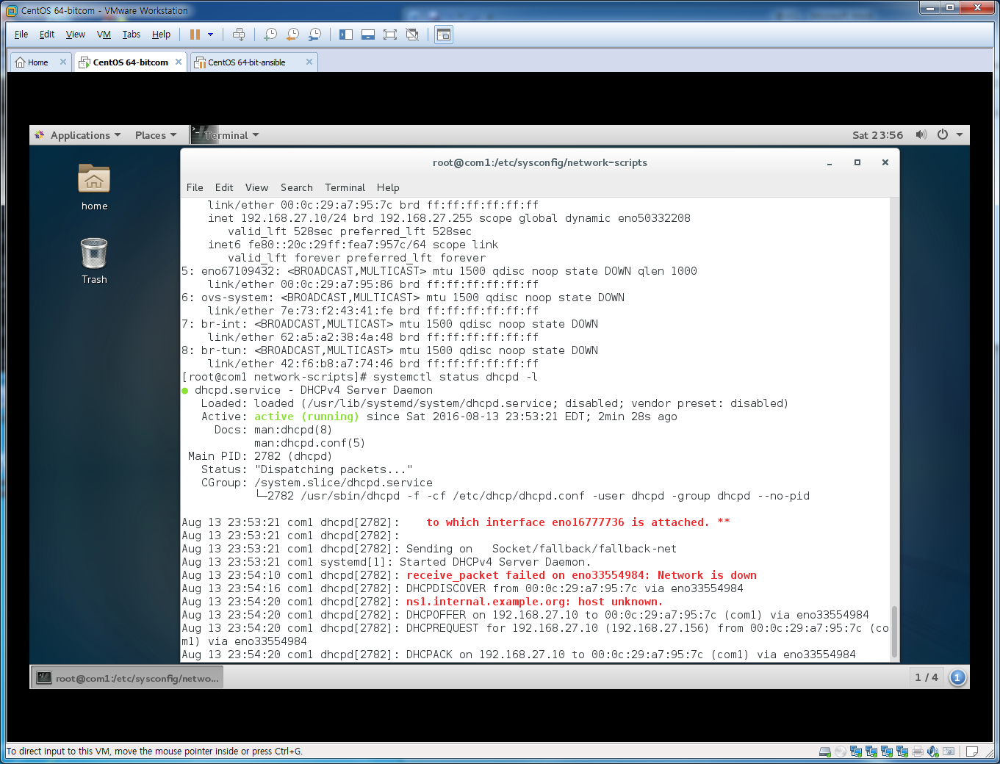 CentOS 64-bitcom - VMware Workstation
File Edit View VM Tabs Help
Home CentOS 64-bitcom CentOS 64-bit-ansible
Applications Places Terminal Sat 23:56
home
Trash
root@com1:/etc/sysconfig/network-scripts
File Edit View Search Terminal Help
link/ether 00:0c:29:a7:95:7c brd ff:ff:ff:ff:ff:ff
inet 192.168.27.10/24 brd 192.168.27.255 scope global dynamic eno50332208
valid_lft 528sec preferred_lft 528sec
inet6 fe80::20c:29ff:fea7:957c/64 scope link
valid_lft forever preferred_lft forever
5: eno67109432: <BROADCAST,MULTICAST> mtu 1500 qdisc noop state DOWN qlen 1000
link/ether 00:0c:29:a7:95:86 brd ff:ff:ff:ff:ff:ff
6: ovs-system: <BROADCAST,MULTICAST> mtu 1500 qdisc noop state DOWN
link/ether 7e:73:f2:43:41:fe brd ff:ff:ff:ff:ff:ff
7: br-int: <BROADCAST,MULTICAST> mtu 1500 qdisc noop state DOWN
link/ether 62:a5:a2:38:4a:48 brd ff:ff:ff:ff:ff:ff
8: br-tun: <BROADCAST,MULTICAST> mtu 1500 qdisc noop state DOWN
link/ether 42:f6:b8:a7:74:46 brd ff:ff:ff:ff:ff:ff
[root@com1 network-scripts]# systemctl status dhcpd -l
● dhcpd.service - DHCPv4 Server Daemon
Loaded: loaded (/usr/lib/systemd/system/dhcpd.service; disabled; vendor preset: disabled)
Active: active (running) since Sat 2016-08-13 23:53:21 EDT; 2min 28s ago
Docs: man:dhcpd(8)
man:dhcpd.conf(5)
Main PID: 2782 (dhcpd)
Status: "Dispatching packets..."
CGroup: /system.slice/dhcpd.service
└─2782 /usr/sbin/dhcpd -f -cf /etc/dhcp/dhcpd.conf -user dhcpd -group dhcpd --no-pid
Aug 13 23:53:21 com1 dhcpd[2782]: to which interface eno16777736 is attached. **
Aug 13 23:53:21 com1 dhcpd[2782]:
Aug 13 23:53:21 com1 dhcpd[2782]: Sending on Socket/fallback/fallback-net
Aug 13 23:53:21 com1 systemd[1]: Started DHCPv4 Server Daemon.
Aug 13 23:54:10 com1 dhcpd[2782]: receive_packet failed on eno33554984: Network is down
Aug 13 23:54:16 com1 dhcpd[2782]: DHCPDISCOVER from 00:0c:29:a7:95:7c via eno33554984
Aug 13 23:54:20 com1 dhcpd[2782]: ns1.internal.example.org: host unknown.
Aug 13 23:54:20 com1 dhcpd[2782]: DHCPOFFER on 192.168.27.10 to 00:0c:29:a7:95:7c (com1) via eno33554984
Aug 13 23:54:20 com1 dhcpd[2782]: DHCPREQUEST for 192.168.27.10 (192.168.27.156) from 00:0c:29:a7:95:7c (co
m1) via eno33554984
Aug 13 23:54:20 com1 dhcpd[2782]: DHCPACK on 192.168.27.10 to 00:0c:29:a7:95:7c (com1) via eno33554984
root@com1:/etc/sysconfig/netwo... 1 / 4 1
To direct input to this VM, move the mouse pointer inside or press Ctrl+G.